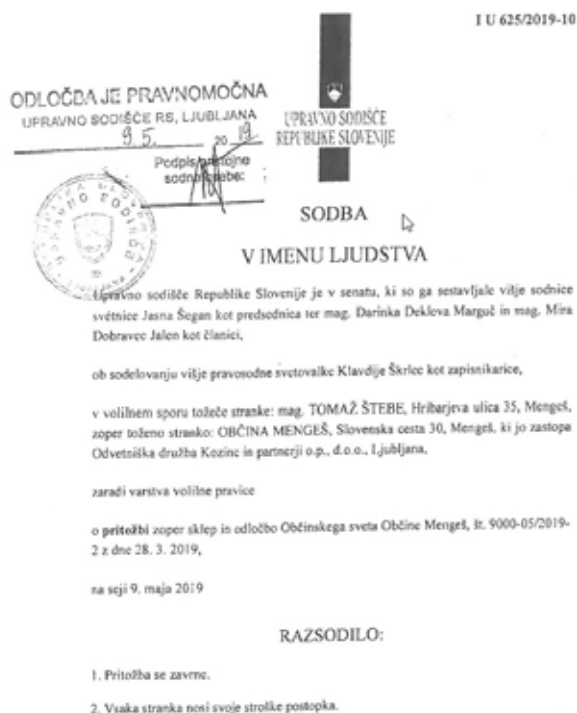 I U 625/2019-10
ODLOČBA JE PRAVNOMOČNA
UPRAVNO SODIŠČE RS, LJUBLJANA
9.5. 2019
Podpis pristojne
sodne osebe:
UPRAVNO SODIŠČE
REPUBLIKE SLOVENIJE
SODBA
V IMENU LJUDSTVA
Upravno sodišče Republike Slovenije je v senatu, ki so ga sestavljale višje sodnice
svétnice Jasna Šegan kot predsednica ter mag. Darinka Dekleva Marguč in mag. Mira
Dobravec Jalen kot članici,
ob sodelovanju višje pravosodne svetovalke Klavdije Škrlec kot zapisnikarice,
v volilnem sporu tožeče stranke: mag. TOMAŽ ŠTEBE, Hribarjeva ulica 35, Mengeš,
zoper toženo stranko: OBČINA MENGEŠ, Slovenska cesta 30, Mengeš, ki jo zastopa
Odvetniška družba Kozinc in partnerji o.p., d.o.o., Ljubljana,
zaradi varstva volilne pravice
o pritožbi zoper sklep in odločbo Občinskega sveta Občine Mengeš, št. 9000-05/2019-
2 z dne 28. 3. 2019,
na seji 9. maja 2019
RAZSODILO:
1. Pritožba se zavrne.
2. Vsaka stranka nosi svoje stroške postopka.